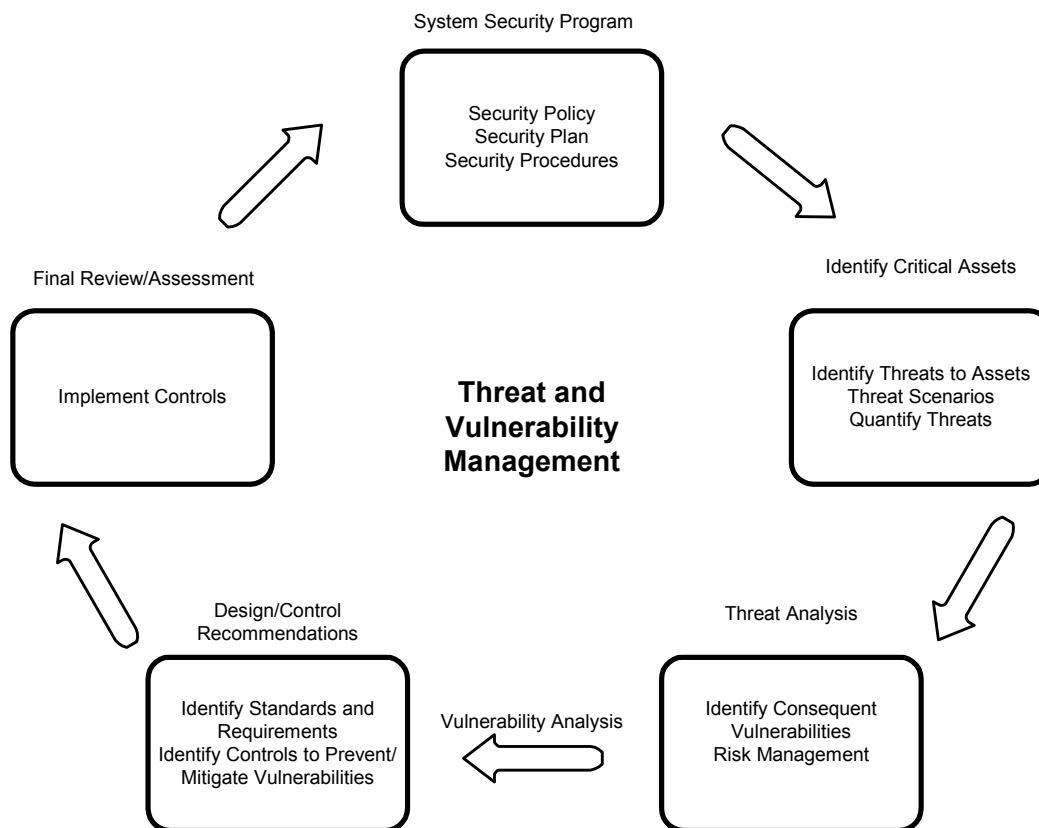 System Security Program
Security Policy
Security Plan
Security Procedures
Identify Critical Assets
Identify Threats to Assets
Threat Scenarios
Quantify Threats
Threat Analysis
Identify Consequent
Vulnerabilities
Risk Management
Vulnerability Analysis
Design/Control
Recommendations
Identify Standards and
Requirements
Identify Controls to Prevent/
Mitigate Vulnerabilities
Final Review/Assessment
Implement Controls
Threat and
Vulnerability
Management